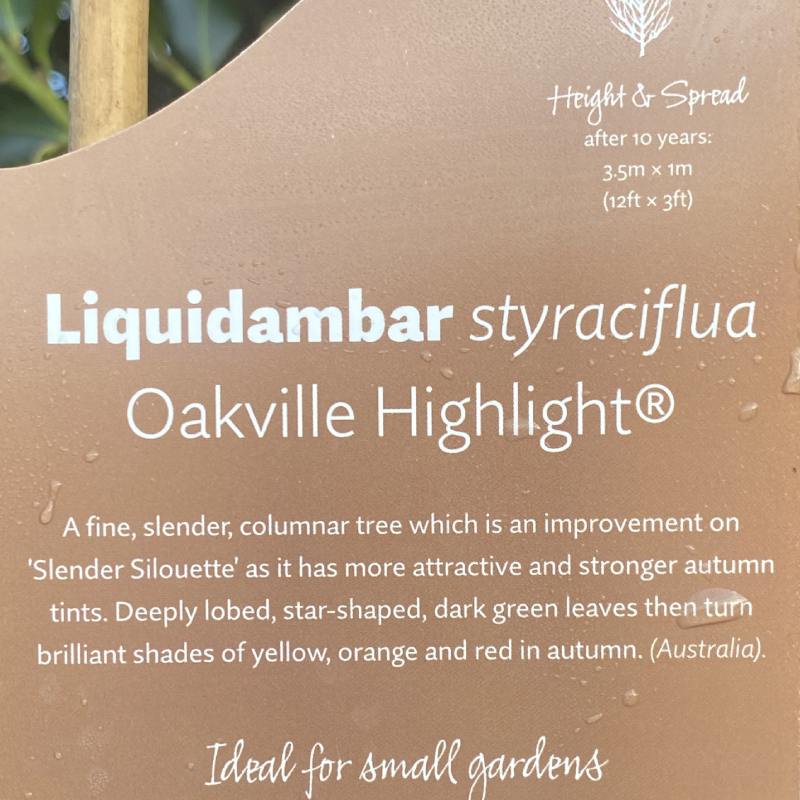 Height & Spread
after 10 years:
3.5m × 1m
(12ft × 3ft)
Liquidambar styraciflua
Oakville Highlight®
A fine, slender, columnar tree which is an improvement on
'Slender Silouette' as it has more attractive and stronger autumn
tints. Deeply lobed, star-shaped, dark green leaves then turn
brilliant shades of yellow, orange and red in autumn. (Australia).
Ideal for small gardens